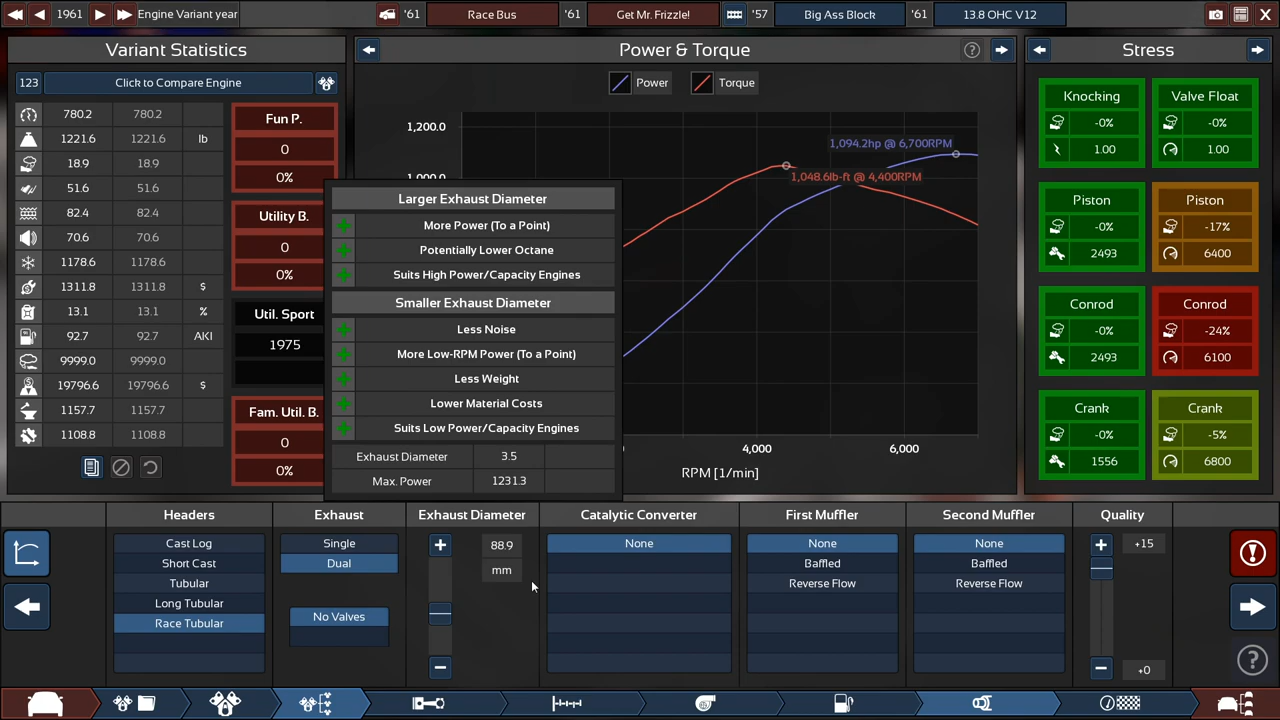 1961
Engine Variant year
'61
Race Bus
'61
Get Mr. Frizzle!
'57
Big Ass Block
'61
13.8 OHC V12
Variant Statistics
Power & Torque
?
Stress
123
Click to Compare Engine
Power
Torque
780.2 780.2
1221.6 1221.6 lb
18.9 18.9
51.6 51.6
82.4 82.4
70.6 70.6
1178.6 1178.6
1311.8 1311.8 $
13.1 13.1 %
92.7 92.7 AKI
9999.0 9999.0
19796.6 19796.6 $
1157.7 1157.7
1108.8 1108.8
Fun P.
0
0%
Utility B.
0
0%
Util. Sport
1975
Fam. Util. B.
0
0%
Larger Exhaust Diameter
More Power (To a Point)
Potentially Lower Octane
Suits High Power/Capacity Engines
Smaller Exhaust Diameter
Less Noise
More Low-RPM Power (To a Point)
Less Weight
Lower Material Costs
Suits Low Power/Capacity Engines
Exhaust Diameter 3.5
Max. Power 1231.3
1,200.0
1,094.2hp @ 6,700RPM
1,048.6lb-ft @ 4,400RPM
4,000
6,000
RPM [1/min]
Knocking
-0%
1.00
Valve Float
-0%
1.00
Piston
-0%
2493
Piston
-17%
6400
Conrod
-0%
2493
Conrod
-24%
6100
Crank
-0%
1556
Crank
-5%
6800
Headers
Cast Log
Short Cast
Tubular
Long Tubular
Race Tubular
Exhaust
Single
Dual
No Valves
Exhaust Diameter
88.9
mm
Catalytic Converter
None
First Muffler
None
Baffled
Reverse Flow
Second Muffler
None
Baffled
Reverse Flow
Quality
+15
+0
?